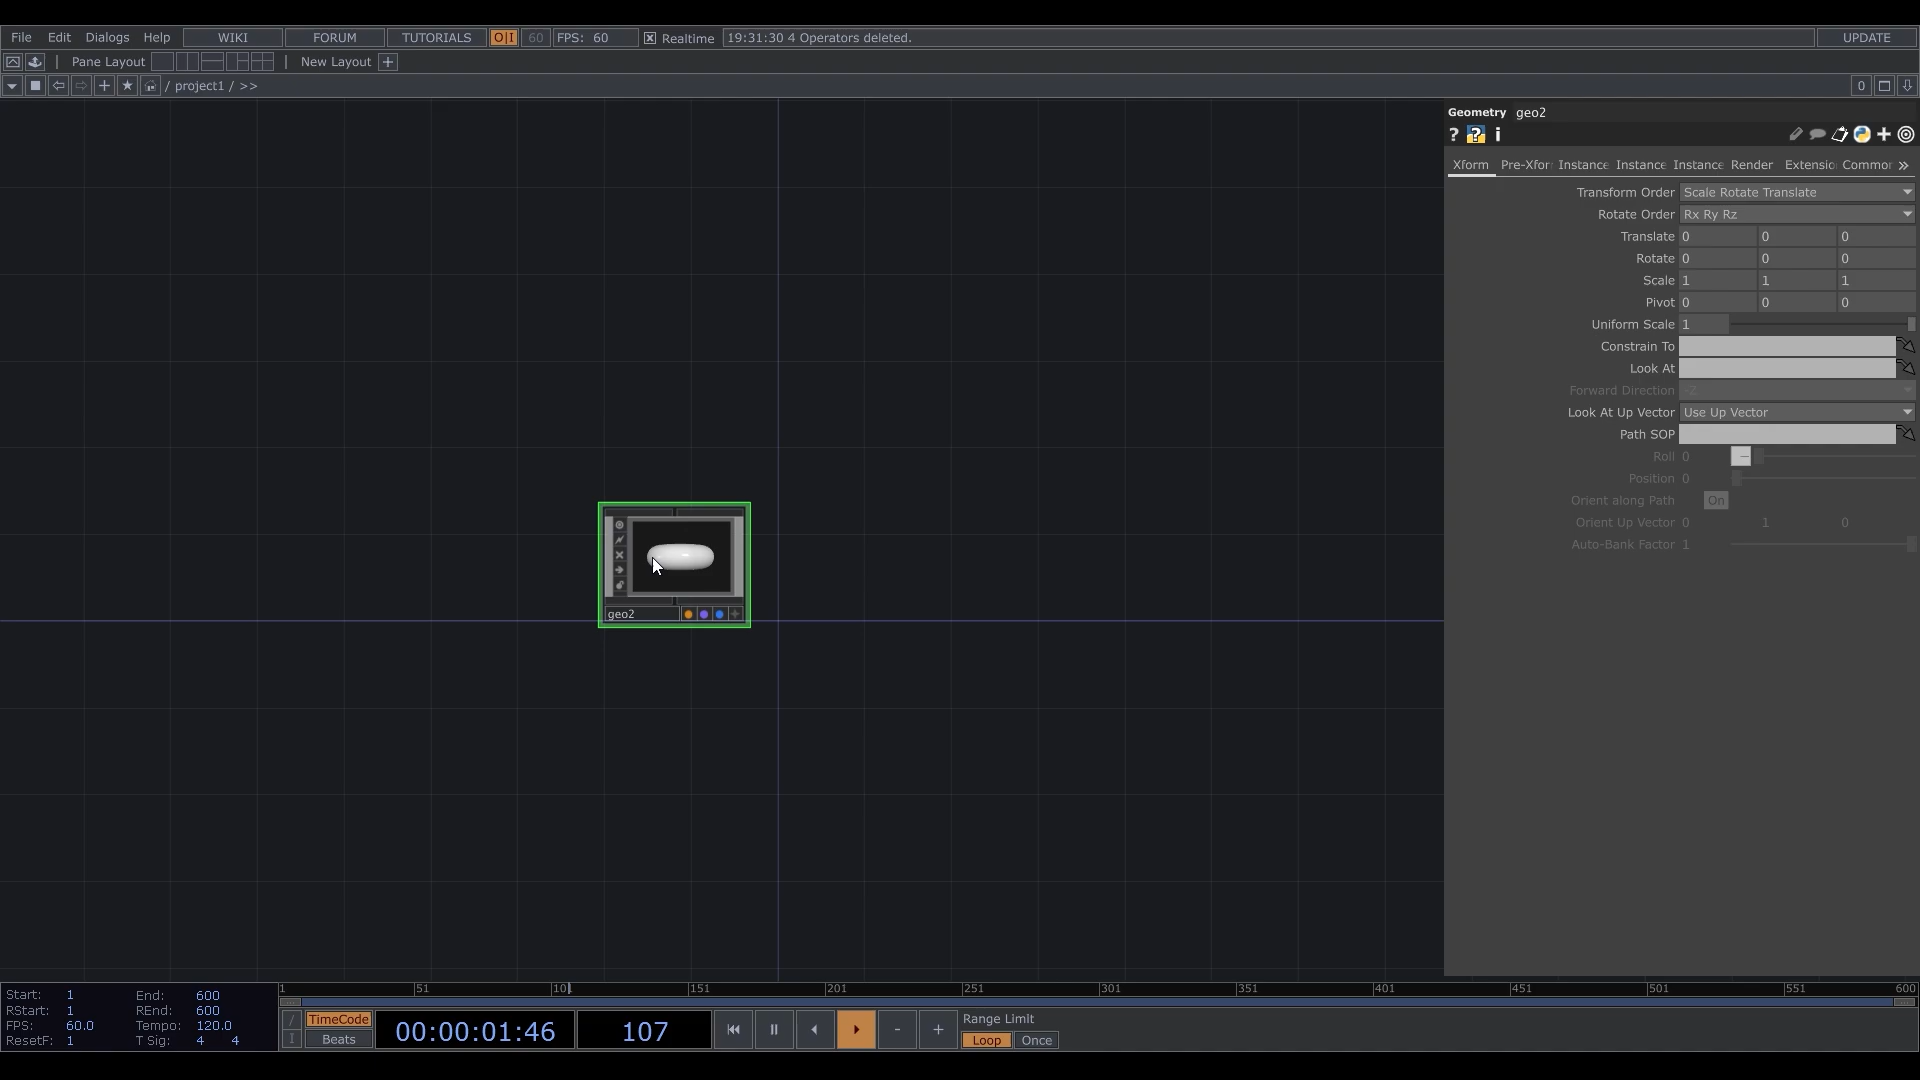 File Edit Dialogs Help WIKI FORUM TUTORIALS O|I 60 FPS: 60 Realtime 19:31:30 4 Operators deleted. UPDATE
Pane Layout New Layout +
/ project1 / >> 0
Geometry geo2
? ? i
Xform Pre-Xfor Instance Instance Instance Render Extensio Commor
Transform Order Scale Rotate Translate
Rotate Order Rx Ry Rz
Translate 0 0 0
Rotate 0 0 0
Scale 1 1 1
Pivot 0 0 0
Uniform Scale 1
Constrain To
Look At
Forward Direction -Z
Look At Up Vector Use Up Vector
Path SOP
Roll 0
Position 0
Orient along Path On
Orient Up Vector 0 1 0
Auto-Bank Factor 1
geo2
1 51 101 151 201 251 301 351 401 451 501 551 600
Start: 1 End: 600
RStart: 1 REnd: 600
FPS: 60.0 Tempo: 120.0
ResetF: 1 T Sig: 4 4
/ TimeCode
I Beats
00:00:01:46 107 - +
Range Limit
Loop Once